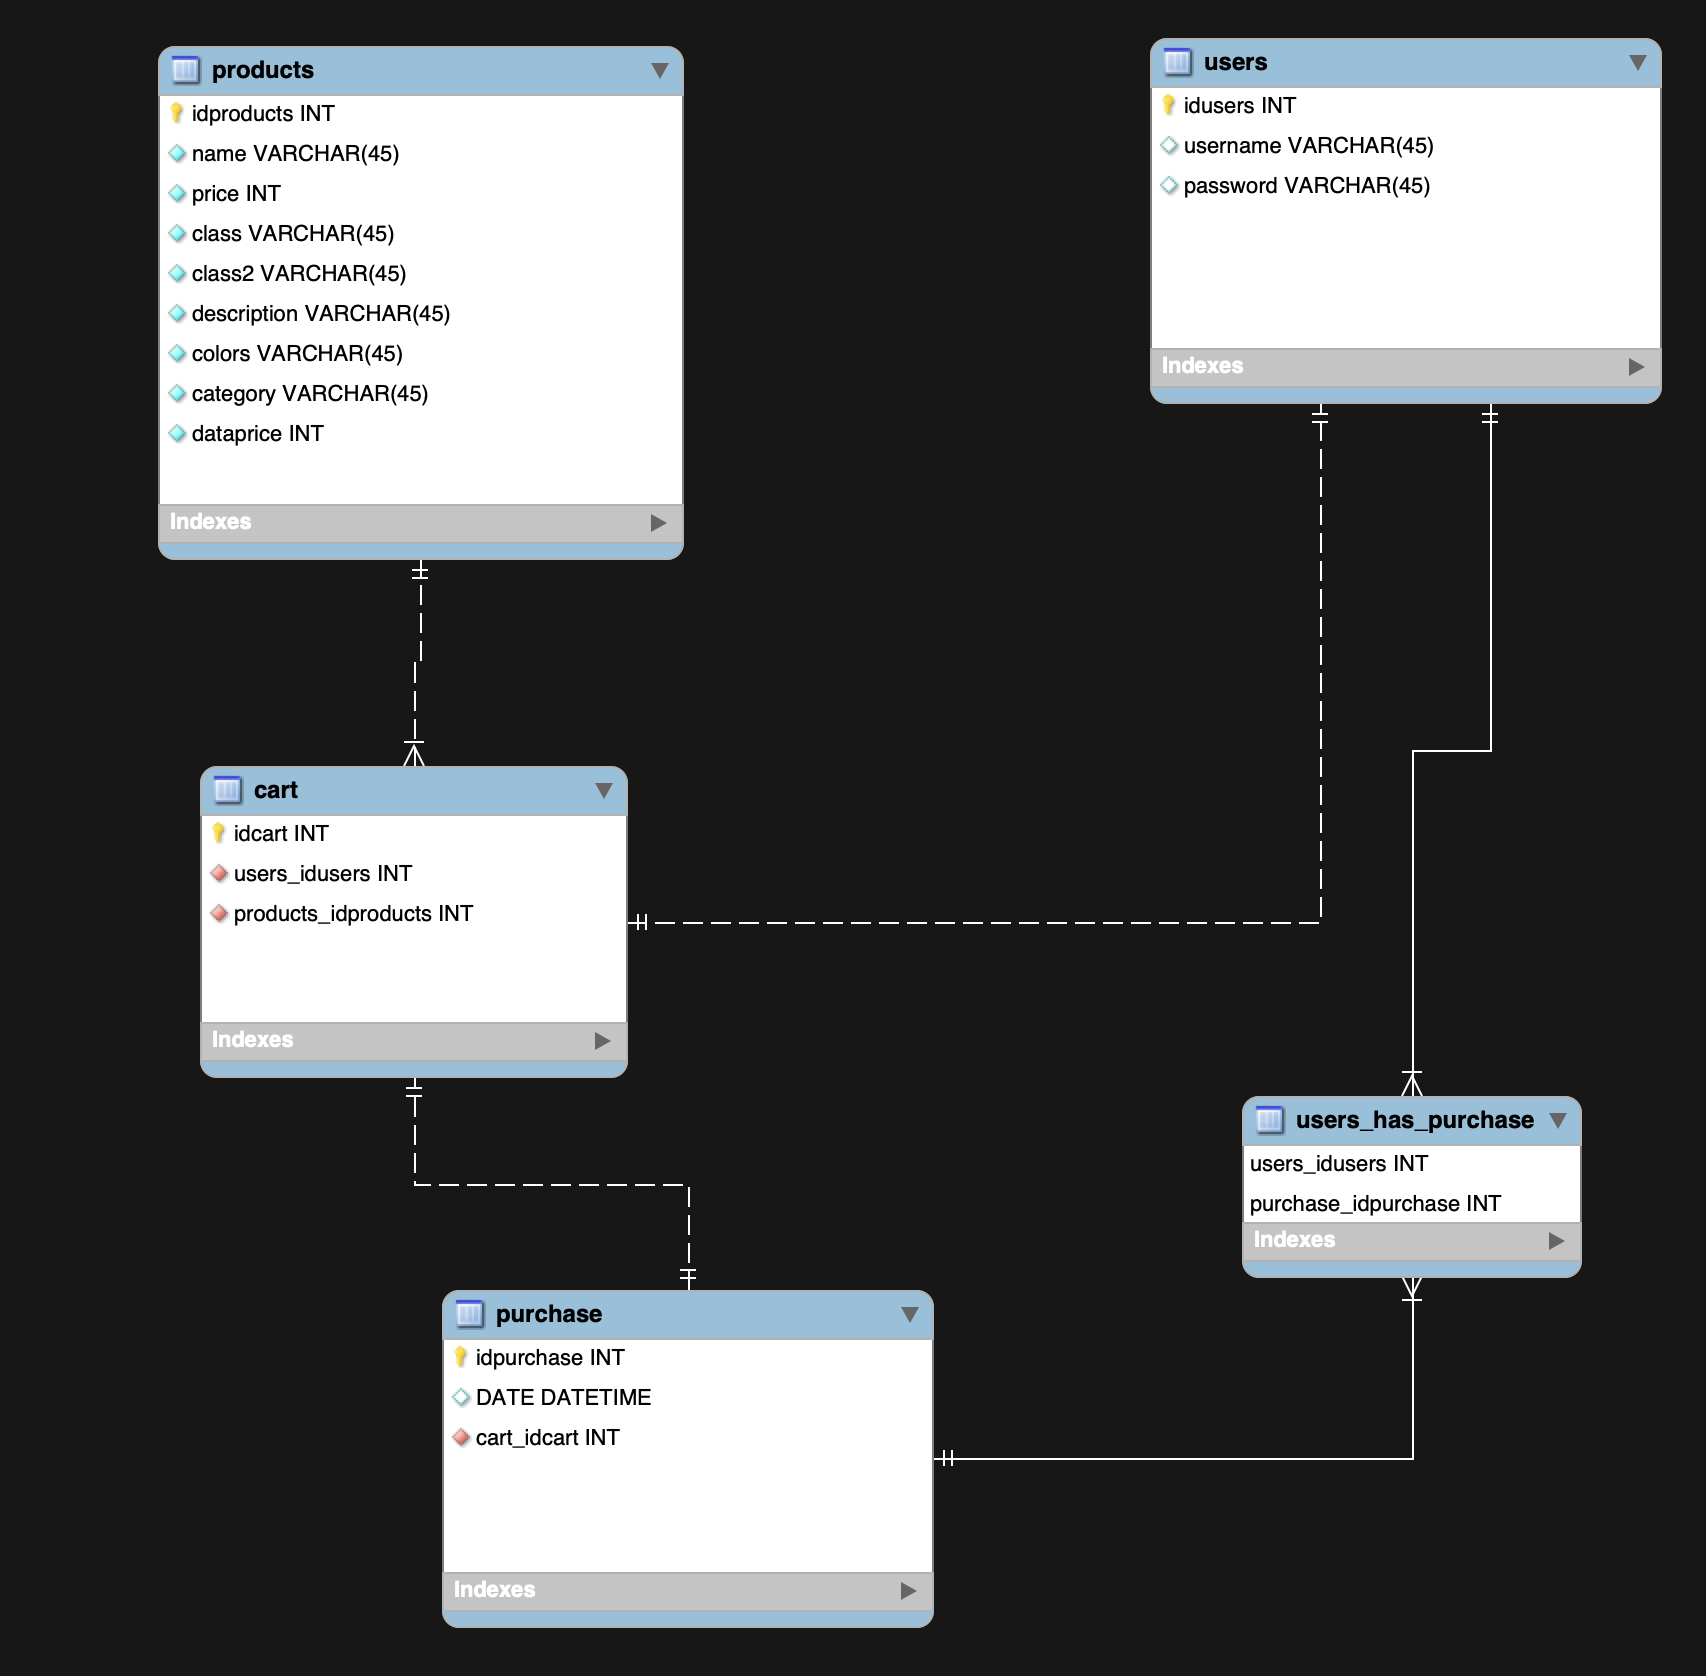 products
idproducts INT
name VARCHAR(45)
price INT
class VARCHAR(45)
class2 VARCHAR(45)
description VARCHAR(45)
colors VARCHAR(45)
category VARCHAR(45)
dataprice INT
Indexes
users
idusers INT
username VARCHAR(45)
password VARCHAR(45)
Indexes
cart
idcart INT
users_idusers INT
products_idproducts INT
Indexes
users_has_purchase
users_idusers INT
purchase_idpurchase INT
Indexes
purchase
idpurchase INT
DATE DATETIME
cart_idcart INT
Indexes